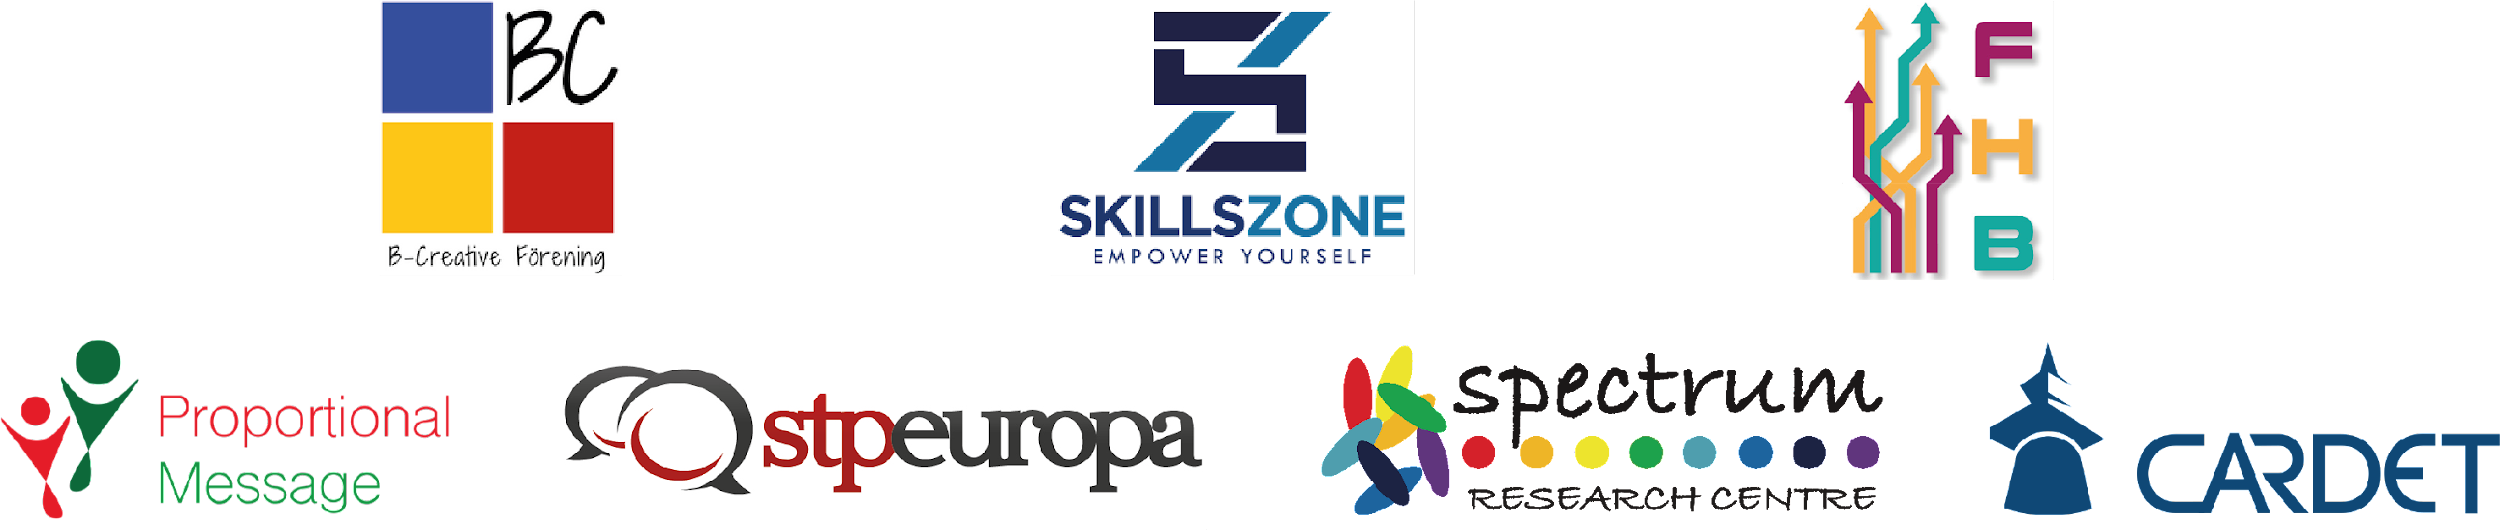 BC
B-Creative Förening
SKILLSZONE
EMPOWER YOURSELF
F
H
B
Proportional
Message
stpeuropa
spectrum
RESEARCH CENTRE
CARDET